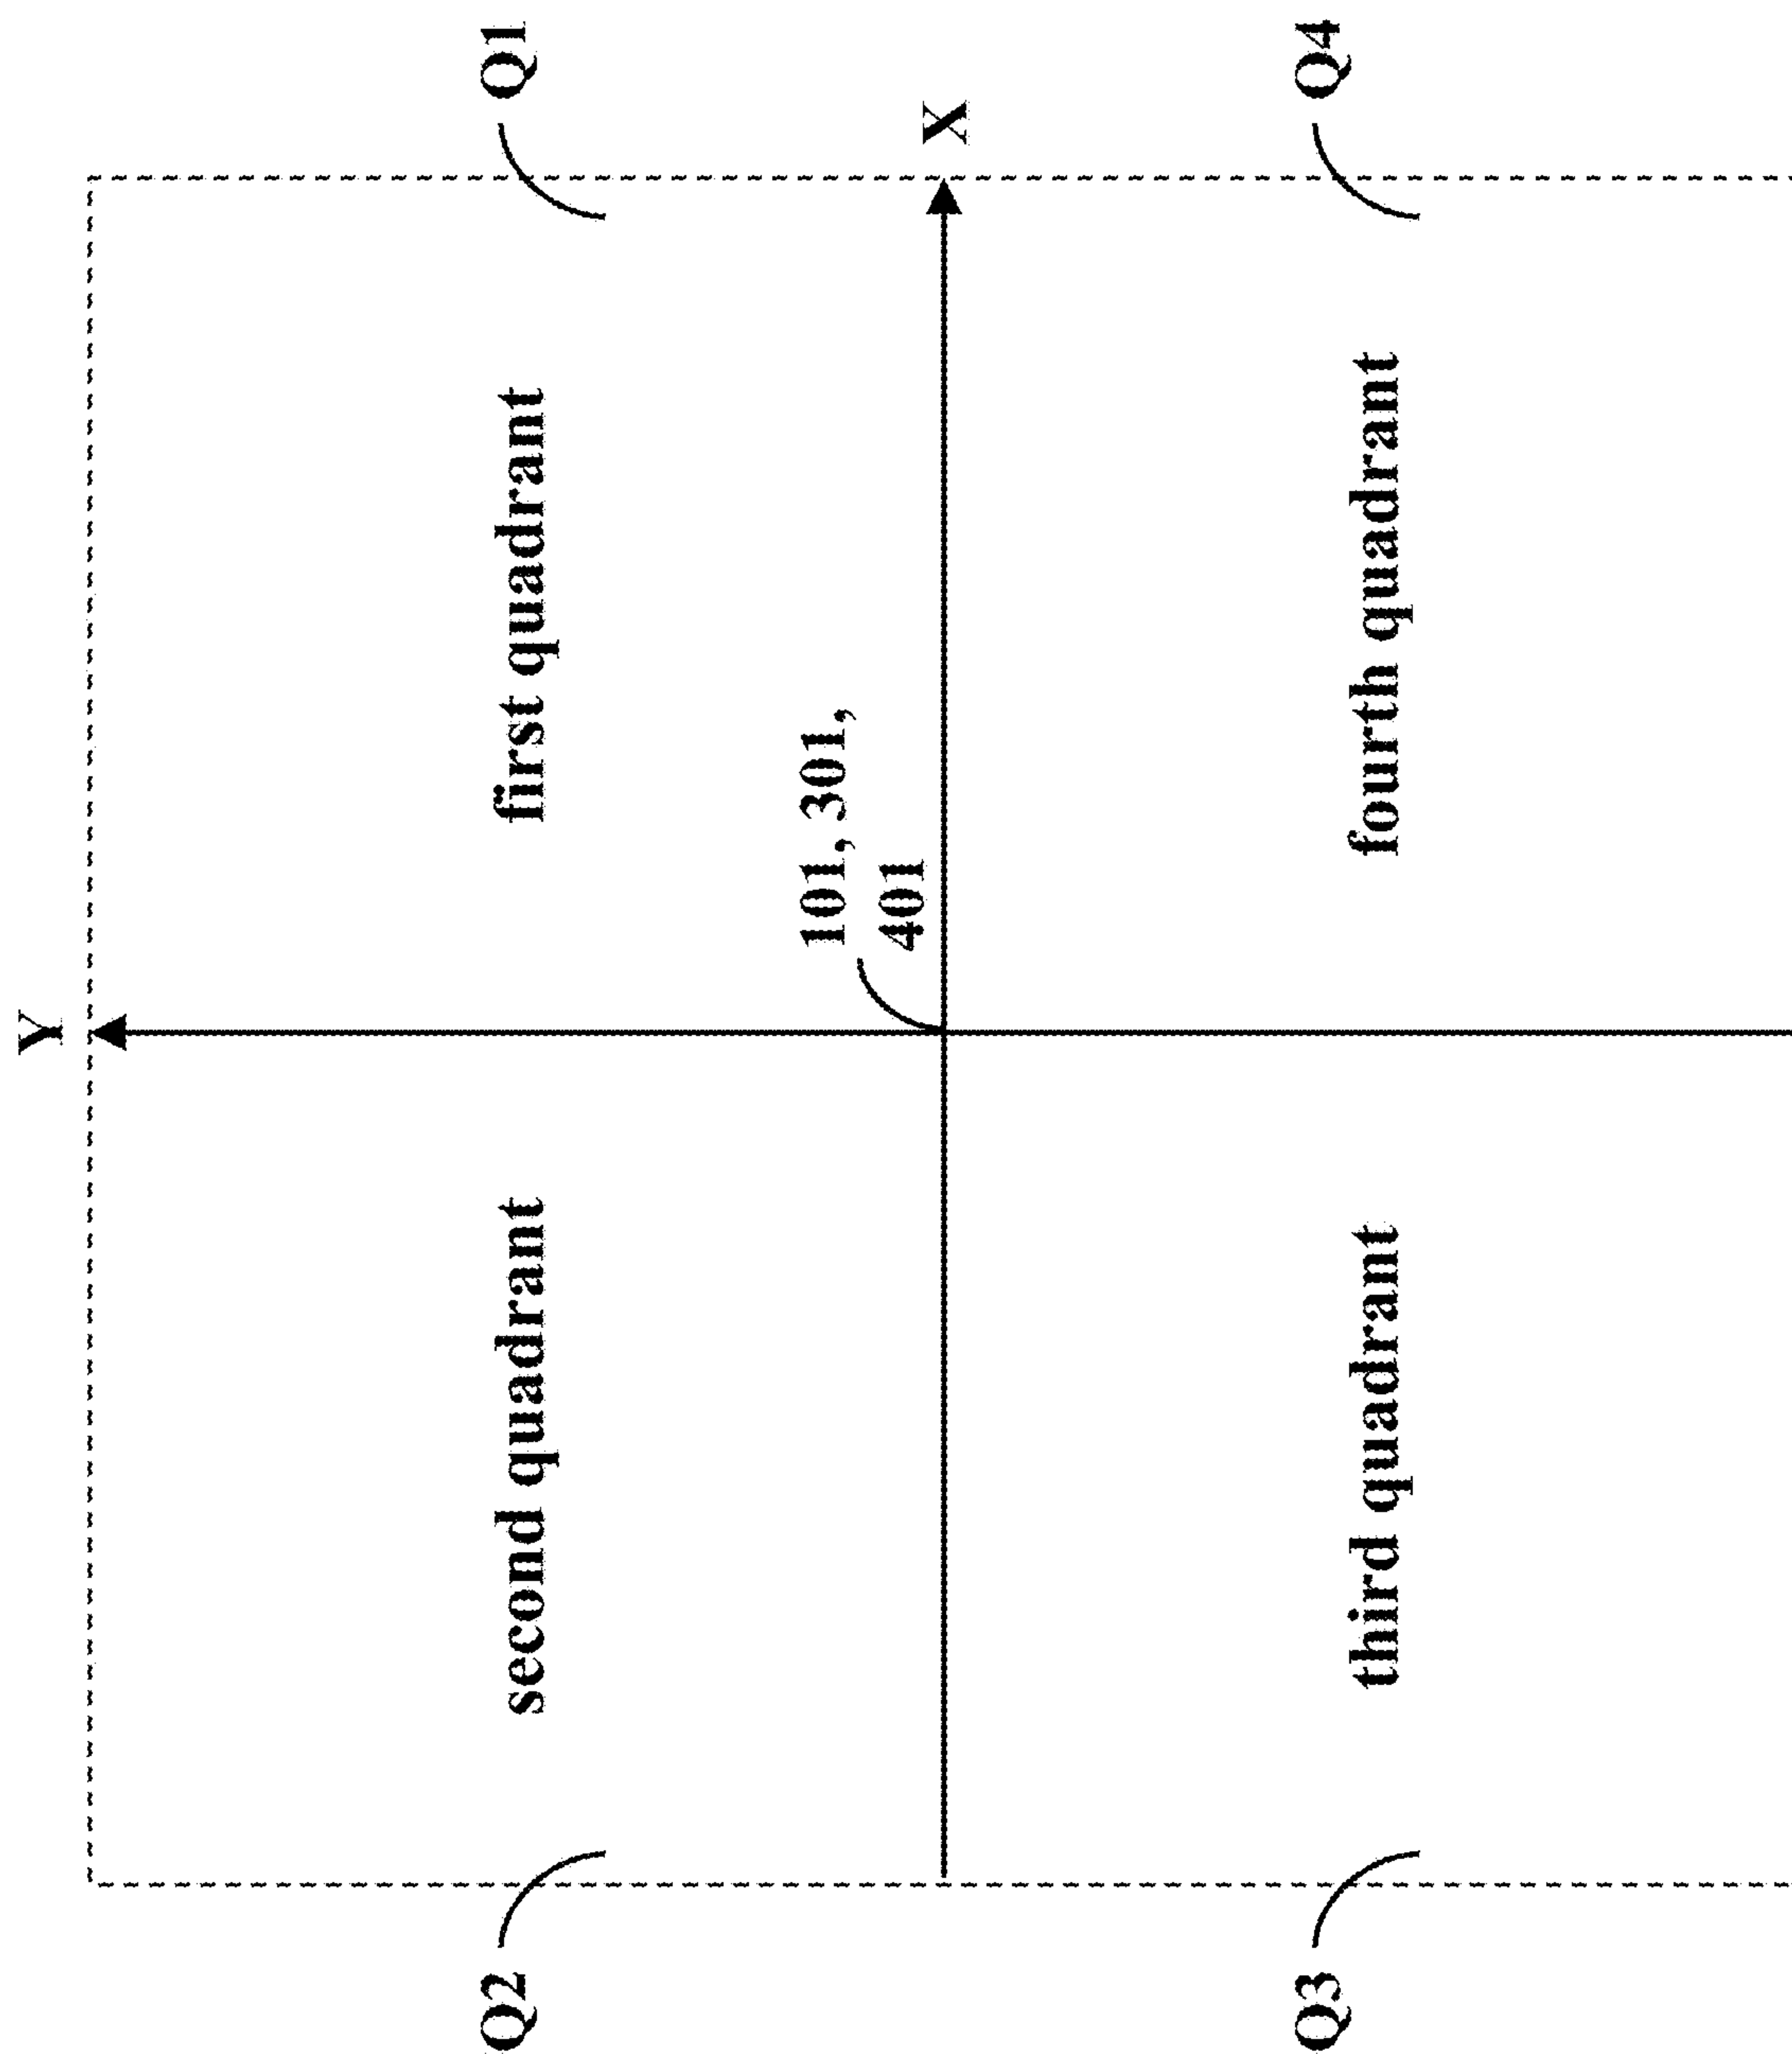 Y
Q2
second quadrant
first quadrant
Q1
101, 301,
401
X
Q3
third quadrant
fourth quadrant
Q4